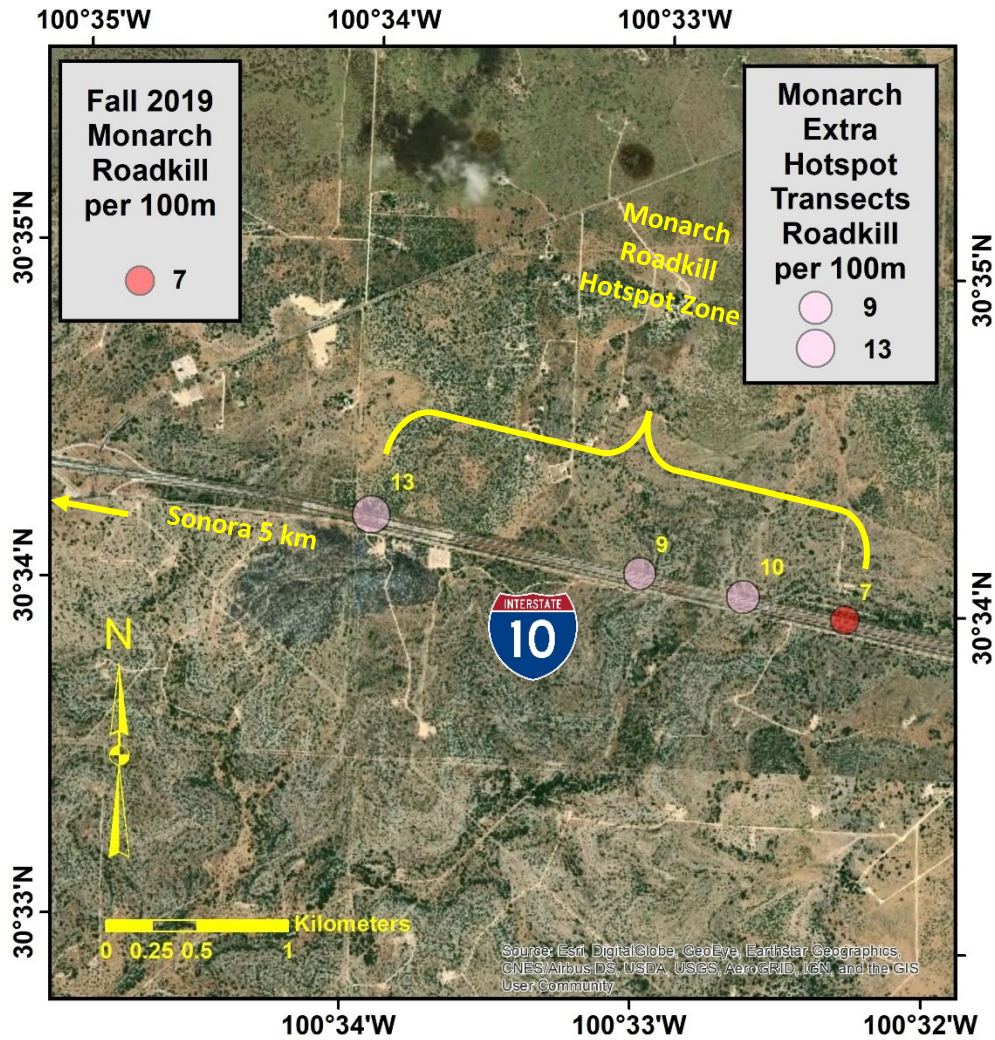 100°35'W 100°34'W 100°33'W
Fall 2019
Monarch
Roadkill
per 100m
7
Monarch
Extra
Hotspot
Transects
Roadkill
per 100m
9
13
Monarch
Roadkill
Hotspot Zone
30°35'N
30°35'N
13
Sonora 5 km
9
10
7
30°34'N
30°34'N
INTERSTATE
10
N
30°33'N
Kilometers
0 0.25 0.5 1
Source: Esri, DigitalGlobe, GeoEye, Earthstar Geographics,
CNES/Airbus DS, USDA, USGS, AeroGRID, IGN, and the GIS
User Community
100°34'W 100°33'W 100°32'W